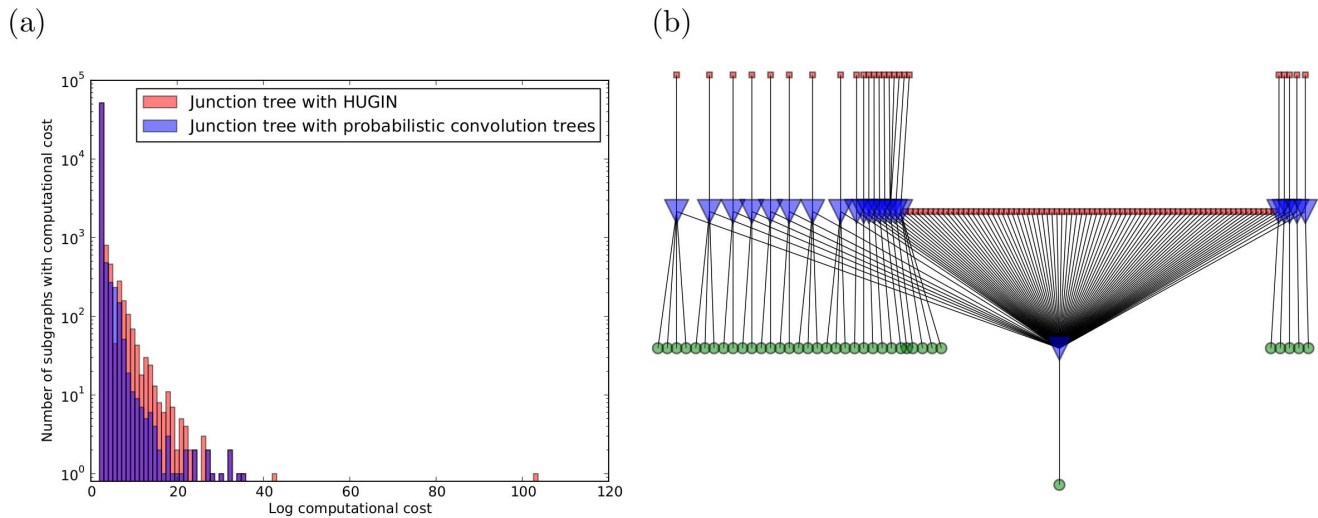 (a)
(b)
10^5
10^4
10^3
10^2
10^1
10^0
Number of subgraphs with computational cost
Junction tree with HUGIN
Junction tree with probabilistic convolution trees
0 20 40 60 80 100 120
Log computational cost